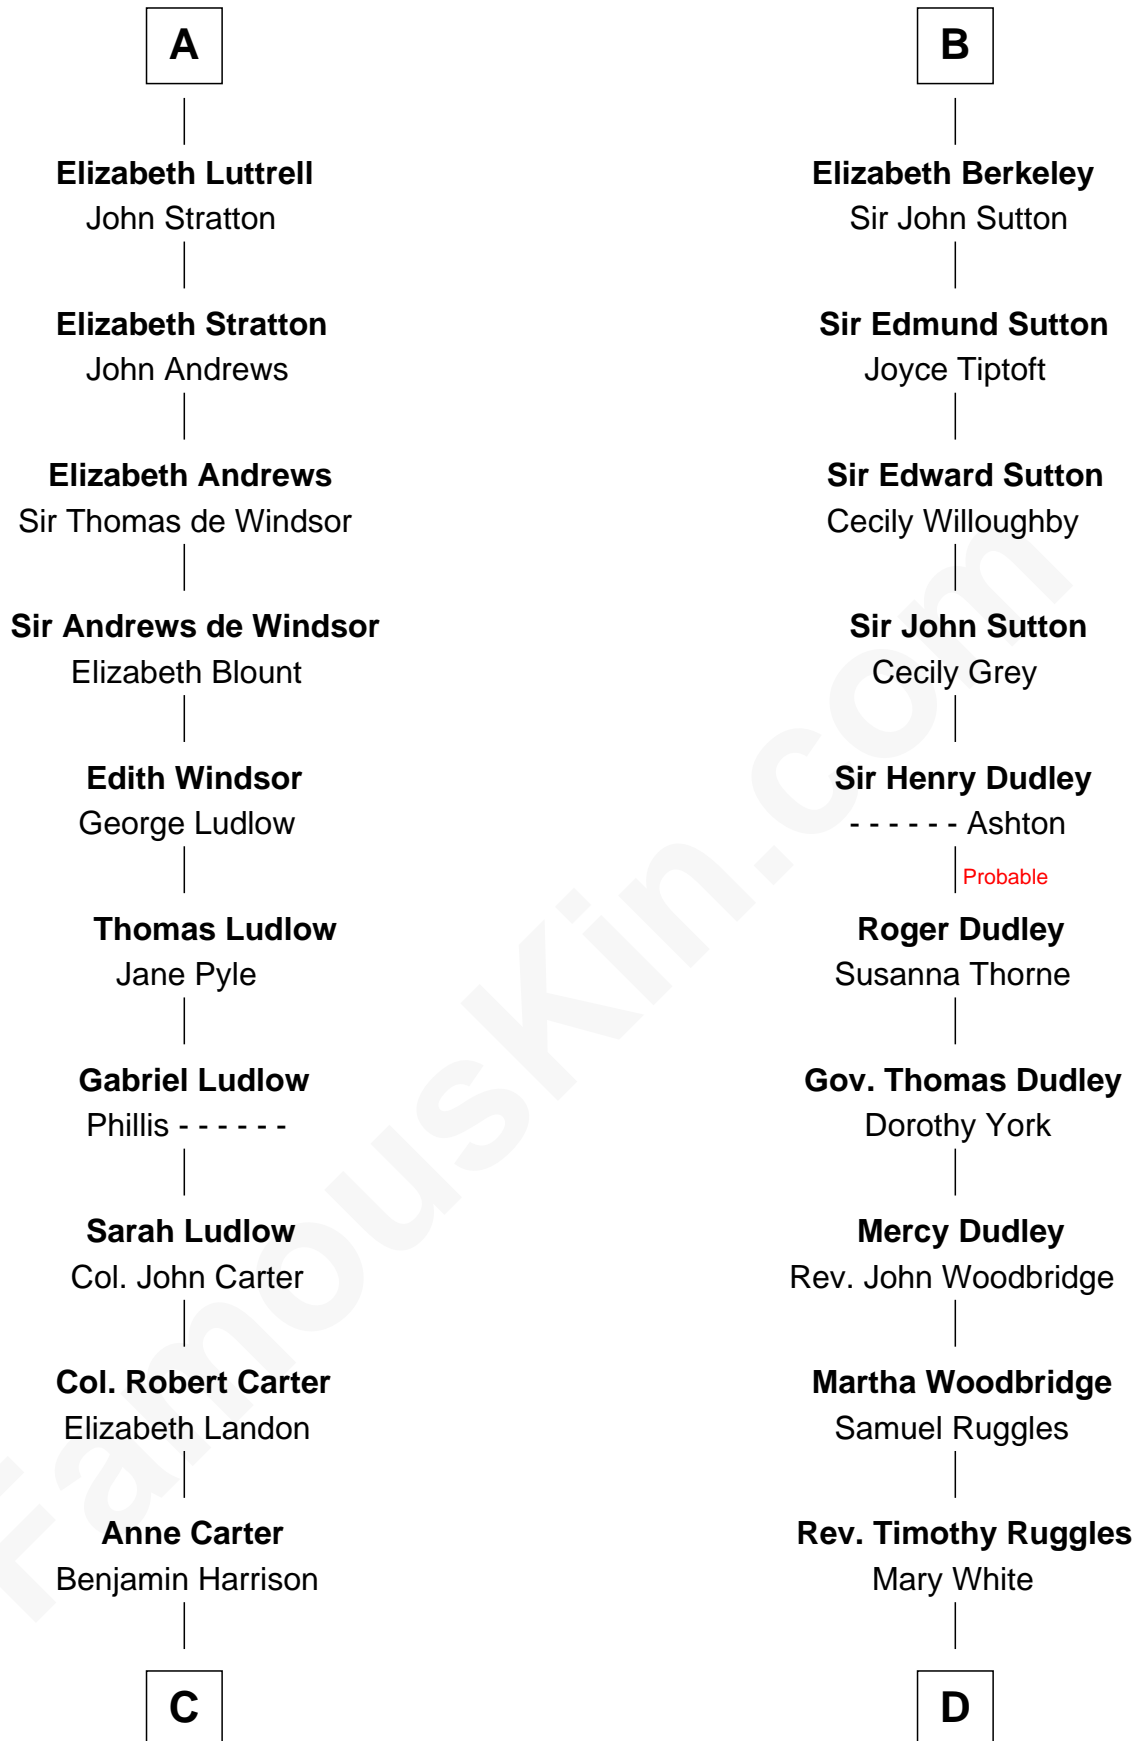 A
Elizabeth Luttrell
John Stratton
Elizabeth Stratton
John Andrews
Elizabeth Andrews
Sir Thomas de Windsor
Sir Andrews de Windsor
Elizabeth Blount
Edith Windsor
George Ludlow
Thomas Ludlow
Jane Pyle
Gabriel Ludlow
Phillis - - - - - -
Sarah Ludlow
Col. John Carter
Col. Robert Carter
Elizabeth Landon
Anne Carter
Benjamin Harrison
C
B
Elizabeth Berkeley
Sir John Sutton
Sir Edmund Sutton
Joyce Tiptoft
Sir Edward Sutton
Cecily Willoughby
Sir John Sutton
Cecily Grey
Sir Henry Dudley
- - - - - - Ashton
Probable
Roger Dudley
Susanna Thorne
Gov. Thomas Dudley
Dorothy York
Mercy Dudley
Rev. John Woodbridge
Martha Woodbridge
Samuel Ruggles
Rev. Timothy Ruggles
Mary White
D
FamousKin.com